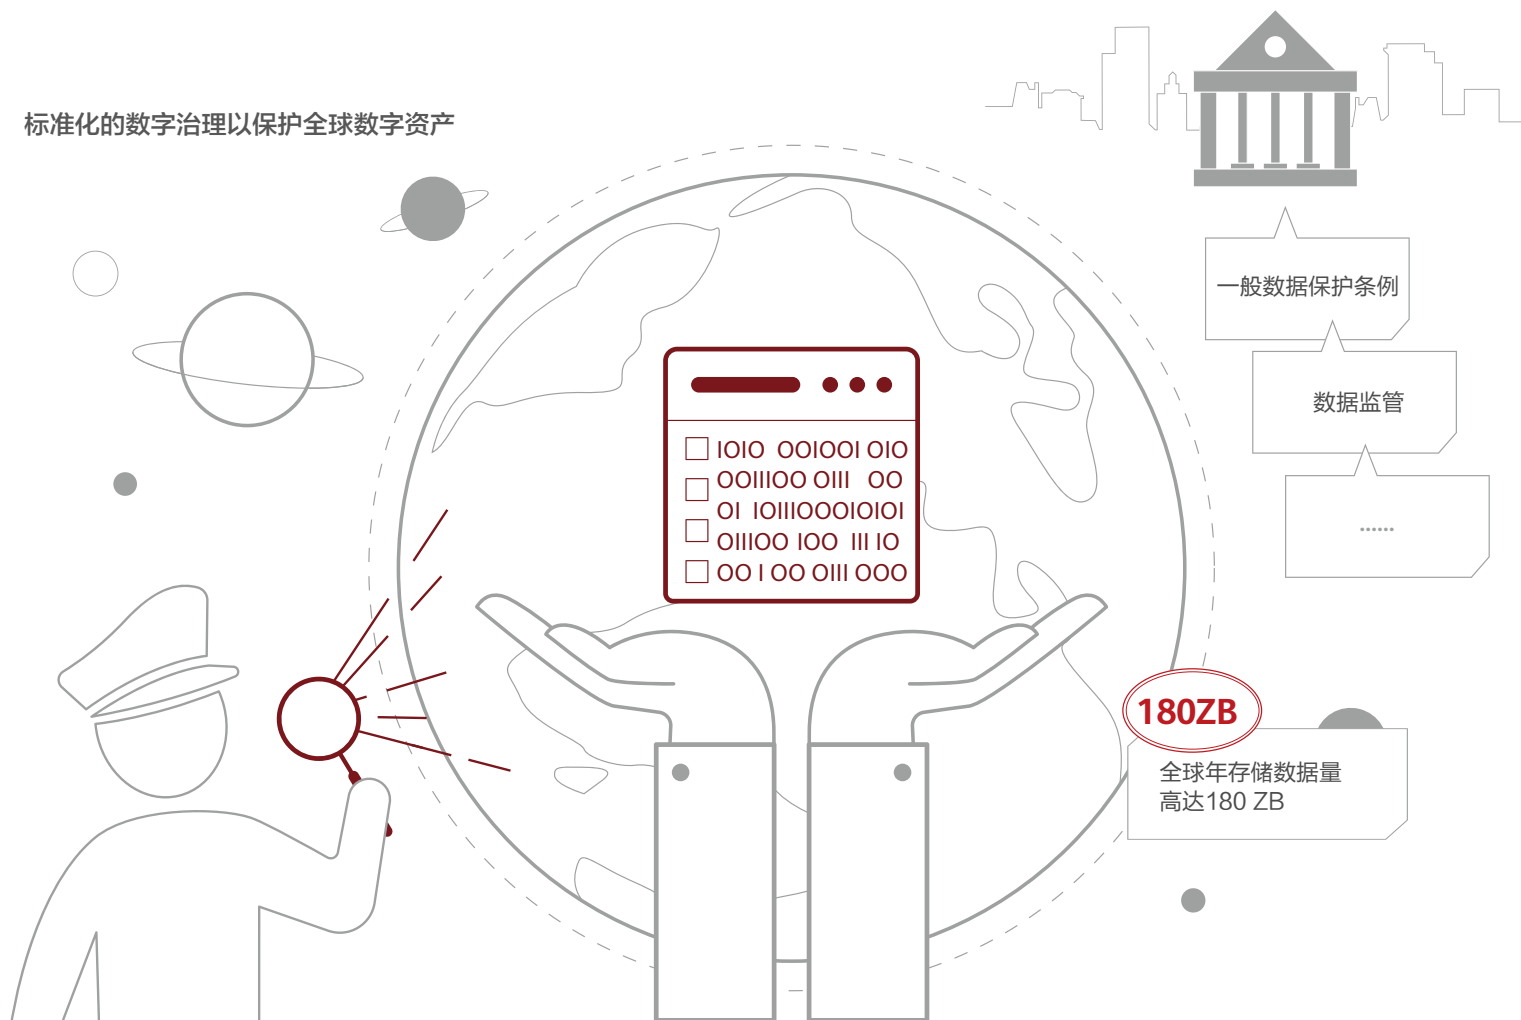 标准化的数字治理以保护全球数字资产
一般数据保护条例
数据监管
......
IOIO OOIOOI OIO
OOIIIOO OIII OO
OI IOIIIOOOIOIOI
OIIIOO IOO III IO
OO I OO OIII OOO
180ZB
全球年存储数据量
高达180 ZB